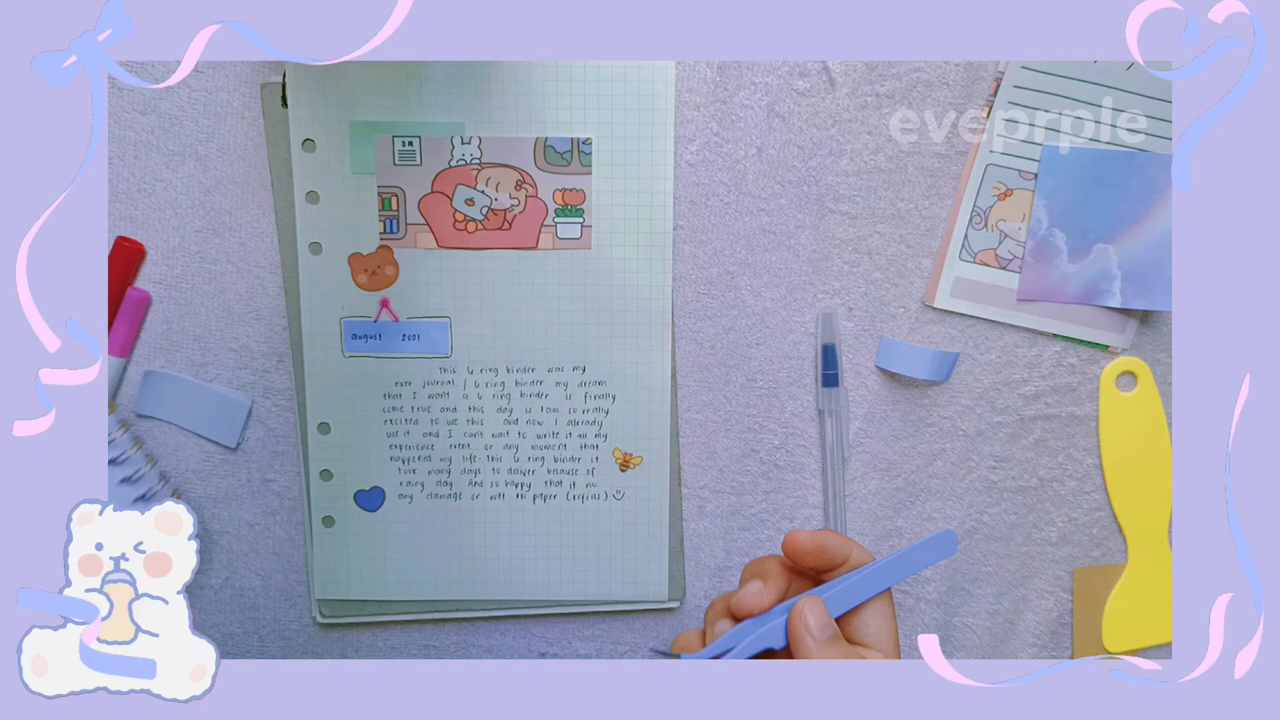 eveprple
3月
august 2021
This 6 ring binder was my
ever journal / 6 ring binder my dream
that I want a 6 ring binder is finally
come true and this day is I am so really
excited to use this and now I already
use it and I can't wait to write it all my
experience event or any moment that
happened my life. This 6 ring binder it
took many days to deliver because of
rainy day. And so happy that it no
any damage or wet the paper (refills)